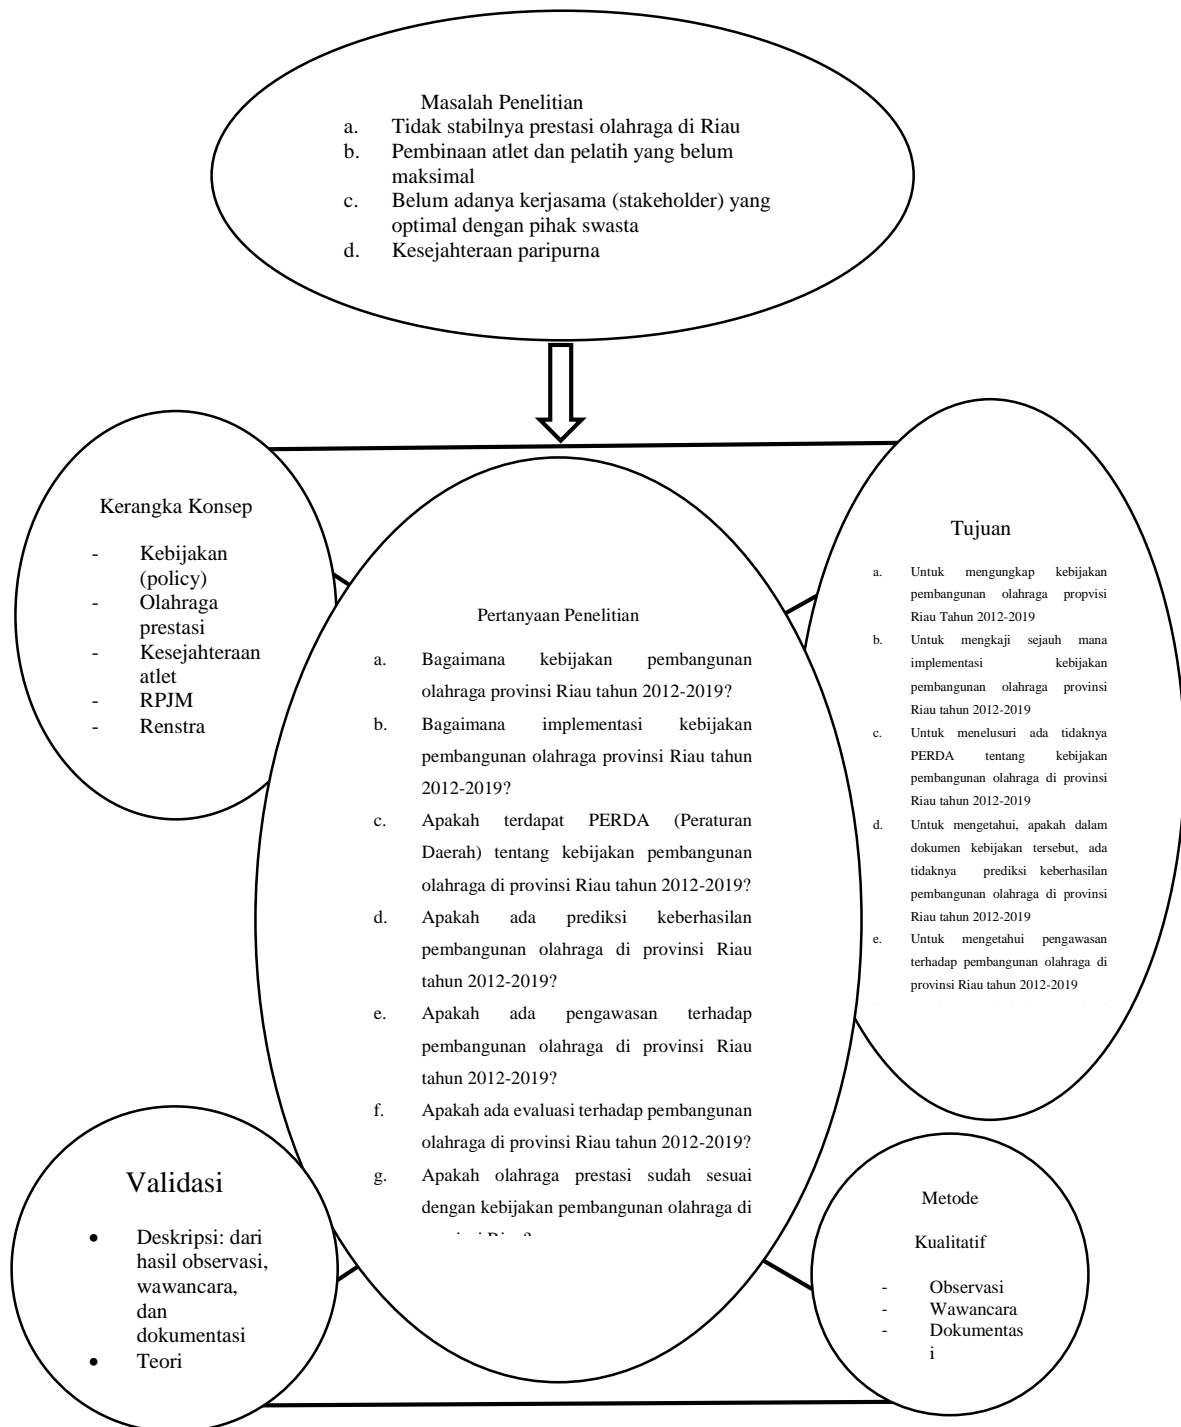 Masalah Penelitian
a. Tidak stabilnya prestasi olahraga di Riau
b. Pembinaan atlet dan pelatih yang belum
maksimal
c. Belum adanya kerjasama (stakeholder) yang
optimal dengan pihak swasta
d. Kesejahteraan paripurna
Kerangka Konsep
- Kebijakan
(policy)
- Olahraga
prestasi
- Kesejahteraan
atlet
- RPJM
- Renstra
Pertanyaan Penelitian
a. Bagaimana kebijakan pembangunan
olahraga provinsi Riau tahun 2012-2019?
b. Bagaimana implementasi kebijakan
pembangunan olahraga provinsi Riau tahun
2012-2019?
c. Apakah terdapat PERDA (Peraturan
Daerah) tentang kebijakan pembangunan
olahraga di provinsi Riau tahun 2012-2019?
d. Apakah ada prediksi keberhasilan
pembangunan olahraga di provinsi Riau
tahun 2012-2019?
e. Apakah ada pengawasan terhadap
pembangunan olahraga di provinsi Riau
tahun 2012-2019?
f. Apakah ada evaluasi terhadap pembangunan
olahraga di provinsi Riau tahun 2012-2019?
g. Apakah olahraga prestasi sudah sesuai
dengan kebijakan pembangunan olahraga di
Tujuan
a. Untuk mengungkap kebijakan
pembangunan olahraga propvisi
Riau Tahun 2012-2019
b. Untuk mengkaji sejauh mana
implementasi kebijakan
pembangunan olahraga provinsi
Riau tahun 2012-2019
c. Untuk menelusuri ada tidaknya
PERDA tentang kebijakan
pembangunan olahraga di provinsi
Riau tahun 2012-2019
d. Untuk mengetahui, apakah dalam
dokumen kebijakan tersebut, ada
tidaknya prediksi keberhasilan
pembangunan olahraga di provinsi
Riau tahun 2012-2019
e. Untuk mengetahui pengawasan
terhadap pembangunan olahraga di
provinsi Riau tahun 2012-2019
Validasi
• Deskripsi: dari
hasil observasi,
wawancara,
dan
dokumentasi
• Teori
Metode
Kualitatif
- Observasi
- Wawancara
- Dokumentas
i